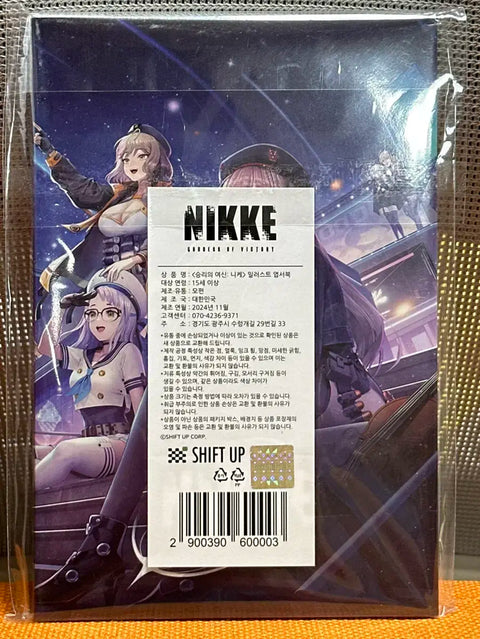 NIKKE
GODDESS OF VICTORY
상 품 명 : <승리의 여신: 니케> 일러스트 엽서북
대상 연령 : 15세 이상
제조·유통 : 모펀
제 조 국 : 대한민국
제조 연월 : 2024년 11월
고객센터 : 070-4236-9371
주 소 : 경기도 광주시 수향개길 29번길 33
*유통 중에 손상되었거나 이상이 있는 것으로 확인된 상품은
새 상품으로 교환해 드립니다.
*제작 공정 특성상 작은 점, 얼룩, 잉크 튐, 망점, 미세한 긁힘,
흠집, 기포, 먼지, 색감 차이 등이 있을 수 있으며 이는
교환 및 환불의 사유가 되지 않습니다.
*지류 특성상 약간의 휘어짐, 구김, 모서리 구겨짐 등이
생길 수 있으며, 같은 상품이라도 색상 차이가
있을 수 있습니다.
*상품 크기는 측정 방법에 따라 오차가 있을 수 있습니다.
*취급 부주의로 인한 상품 손상은 교환 및 환불의 사유가
되지 않습니다.
*상품이 아닌 상품의 패키지 박스, 배경지 등 상품 포장재의
오염 및 파손 등은 교환 및 환불의 사유가 되지 않습니다.
©SHIFT UP CORP.
SHIFT UP
PP
2 900390 600003